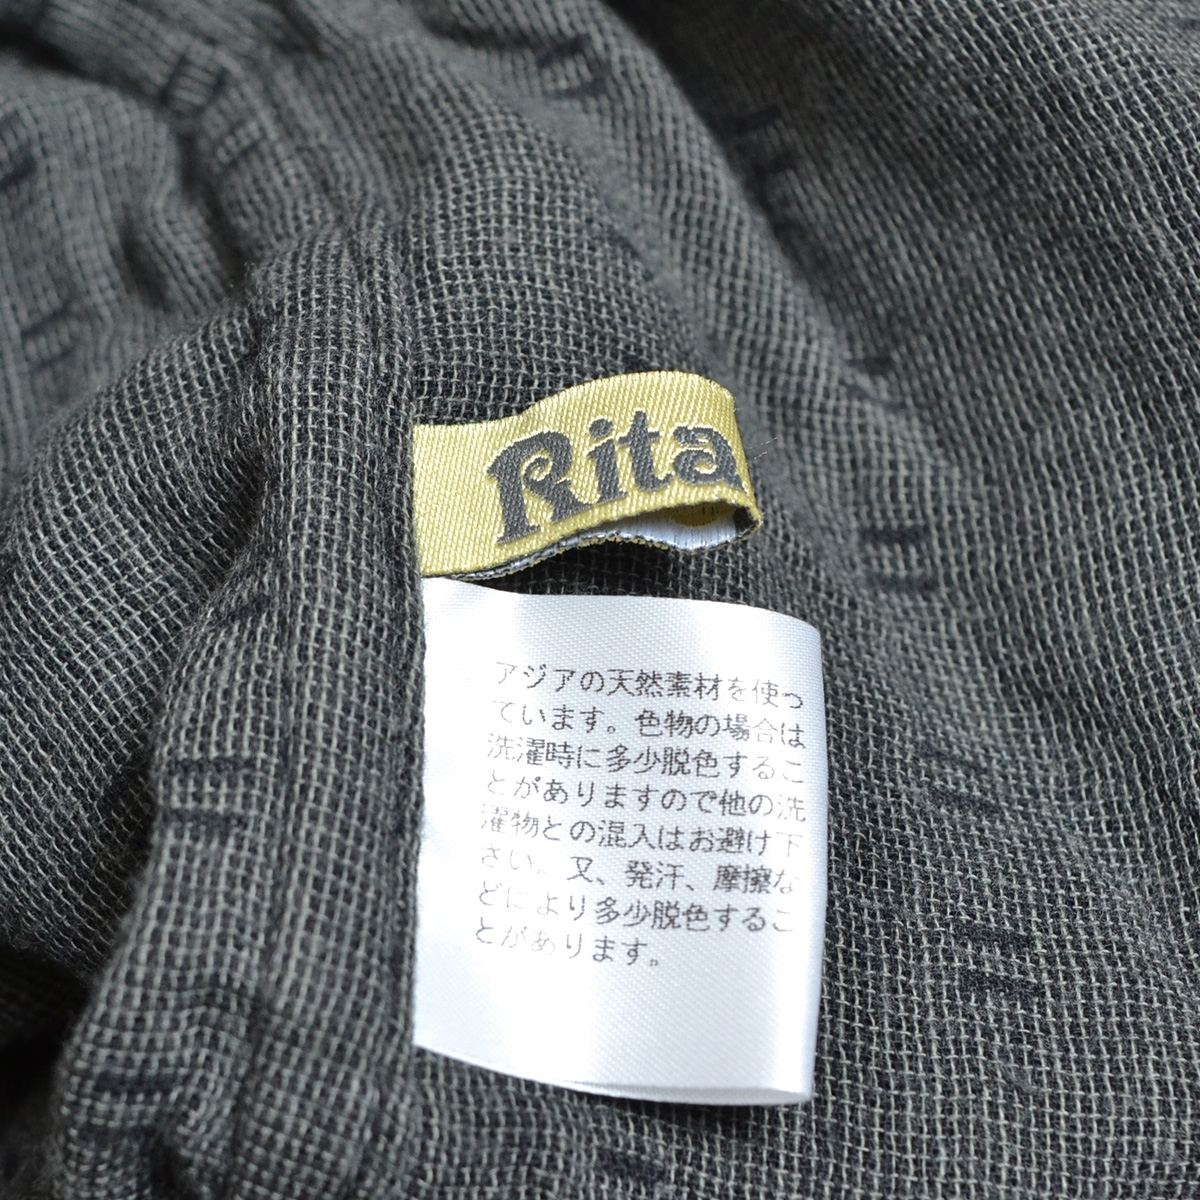 Rita
アジアの天然素材を使っ
ています。色物の場合は
洗濯時に多少脱色するこ
とがありますので他の洗
濯物との混入はお避け下
さい。又、発汗、摩擦な
どにより多少脱色するこ
とがあります。